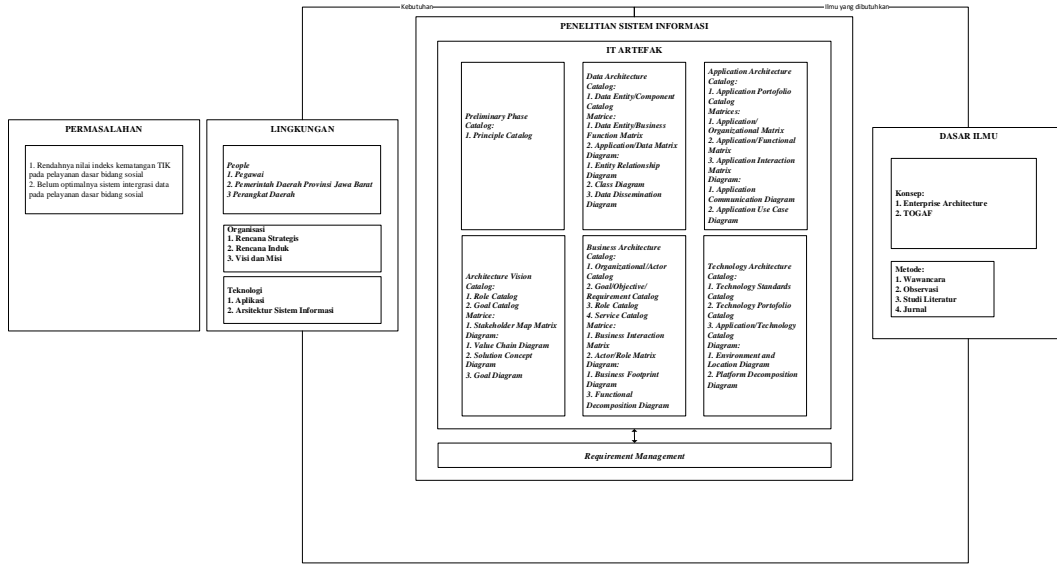 Kebutuhan
Ilmu yang dibutuhkan
PERMASALAHAN
1. Rendahnya nilai indeks kematangan TIK
pada pelayanan dasar bidang sosial
2. Belum optimalnya sistem intergrasi data
pada pelayanan dasar bidang sosial
LINGKUNGAN
People
1. Pegawai
2. Pemerintah Daerah Provinsi Jawa Barat
3 Perangkat Daerah
Organisasi
1. Rencana Strategis
2. Rencana Induk
3. Visi dan Misi
Teknologi
1. Aplikasi
2. Arsitektur Sistem Informasi
PENELITIAN SISTEM INFORMASI
IT ARTEFAK
Preliminary Phase
Catalog:
1. Principle Catalog
Data Architecture
Catalog:
1. Data Entity/Component
Catalog
Matrice:
1. Data Entity/Business
Function Matrix
2. Application/Data Matrix
Diagram:
1. Entity Relationship
Diagram
2. Class Diagram
3. Data Dissemination
Diagram
Application Architecture
Catalog:
1. Application Portofolio
Catalog
Matrices:
1. Application/
Organizational Matrix
2. Application/Functional
Matrix
3. Application Interaction
Matrix
Diagram:
1. Application
Communication Diagram
2. Application Use Case
Diagram
Architecture Vision
Catalog:
1. Role Catalog
2. Goal Catalog
Matrice:
1. Stakeholder Map Matrix
Diagram:
1. Value Chain Diagram
2. Solution Concept
Diagram
3. Goal Diagram
Business Architecture
Catalog:
1. Organizational/Actor
Catalog
2. Goal/Objective/
Requirement Catalog
3. Role Catalog
4. Service Catalog
Matrice:
1. Business Interaction
Matrix
2. Actor/Role Matrix
Diagram:
1. Business Footprint
Diagram
3. Functional
Decomposition Diagram
Technology Architecture
Catalog:
1. Technology Standards
Catalog
2. Technology Portofolio
Catalog
3. Application/Technology
Catalog
Diagram:
1. Environment and
Location Diagram
2. Platform Decomposition
Diagram
Requirement Management
DASAR ILMU
Konsep:
1. Enterprise Architecture
2. TOGAF
Metode:
1. Wawancara
2. Observasi
3. Studi Literatur
4. Jurnal